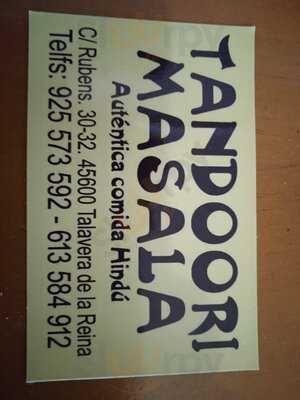 TANDOORI
MASALA
Auténtica comida Hindú
C/ Rubens. 30-32. 45600 Talavera de la Reina
Telfs: 925 573 592 - 613 584 912